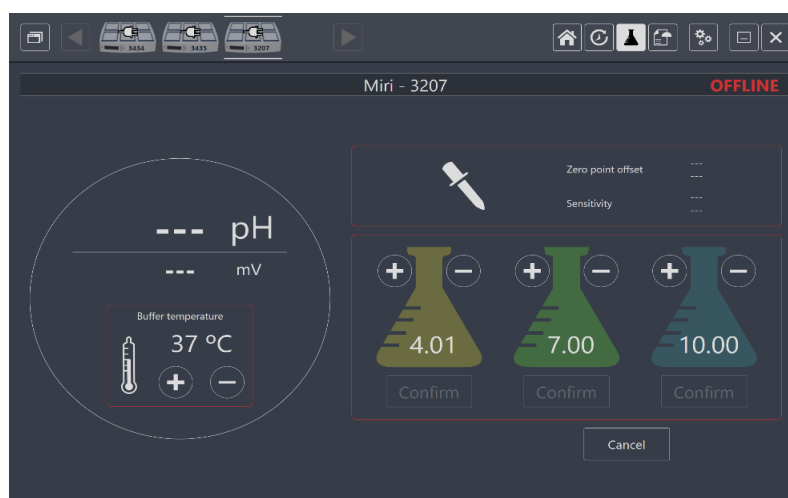 3434 3435 3207
Miri - 3207 OFFLINE
Zero point offset ---
---
Sensitivity ---
---
--- pH
--- mV
Buffer temperature
37 ºC
4.01 7.00 10.00
Confirm Confirm Confirm
Cancel